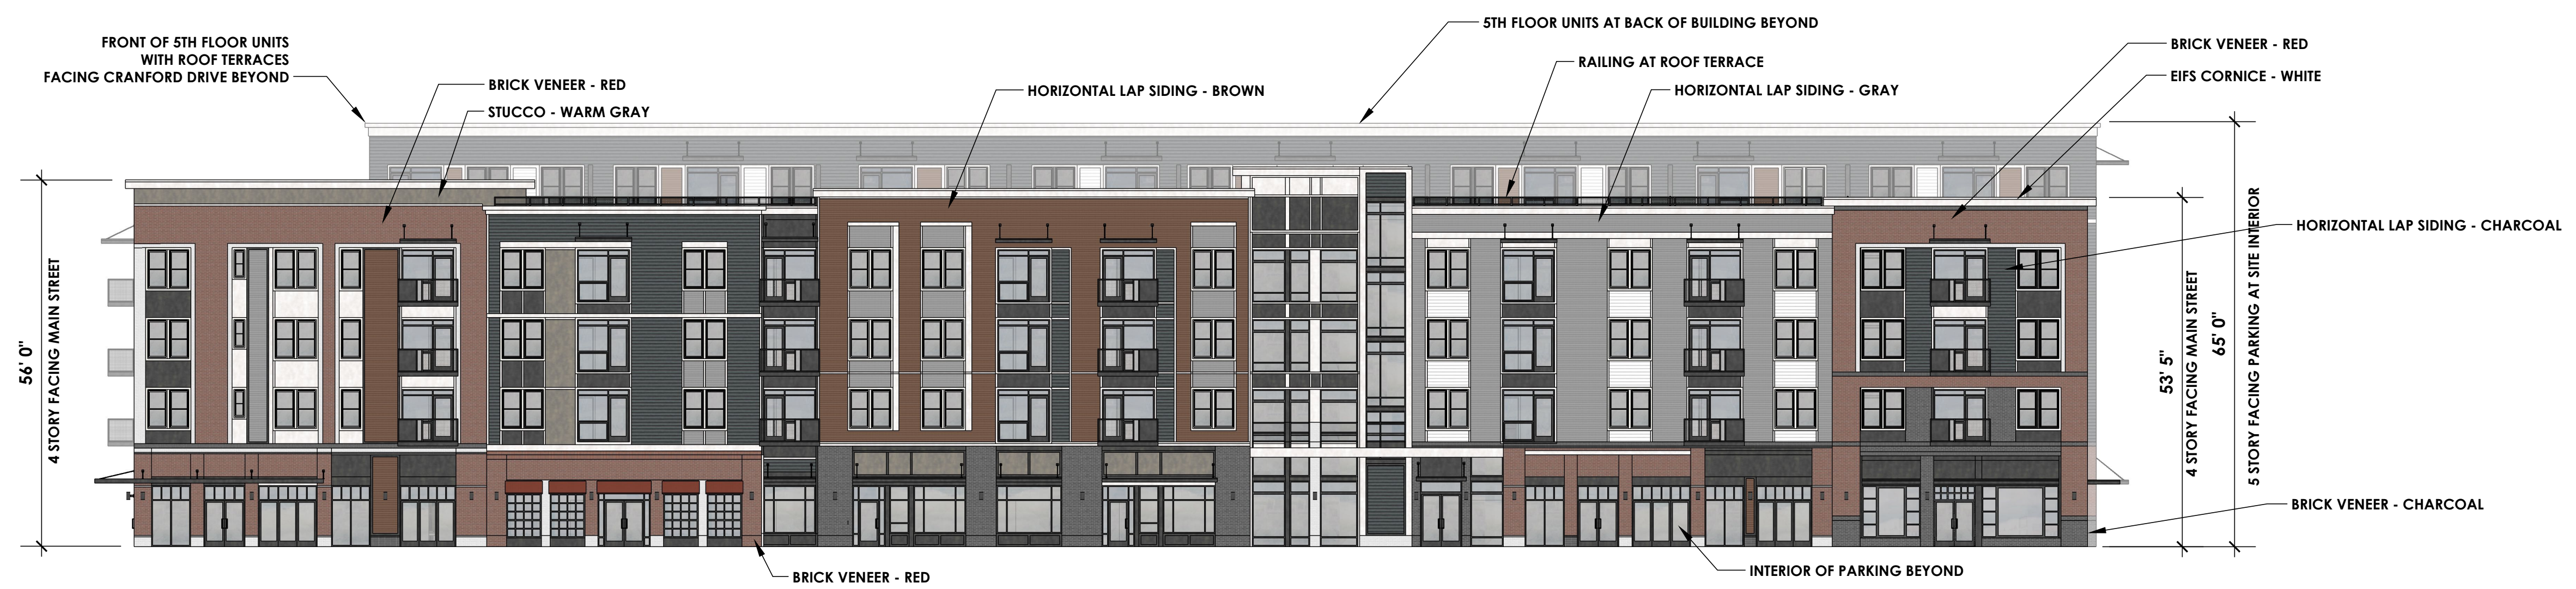 5TH FLOOR UNITS AT BACK OF BUILDING BEYOND
FRONT OF 5TH FLOOR UNITS
WITH ROOF TERRACES
FACING CRANFORD DRIVE BEYOND
BRICK VENEER - RED
RAILING AT ROOF TERRACE
EIFS CORNICE - WHITE
BRICK VENEER - RED
HORIZONTAL LAP SIDING - BROWN
HORIZONTAL LAP SIDING - GRAY
STUCCO - WARM GRAY
HORIZONTAL LAP SIDING - CHARCOAL
56' 0"
4 STORY FACING MAIN STREET
53' 5"
4 STORY FACING MAIN STREET
65' 0"
5 STORY FACING PARKING AT SITE INTERIOR
BRICK VENEER - CHARCOAL
INTERIOR OF PARKING BEYOND
BRICK VENEER - RED